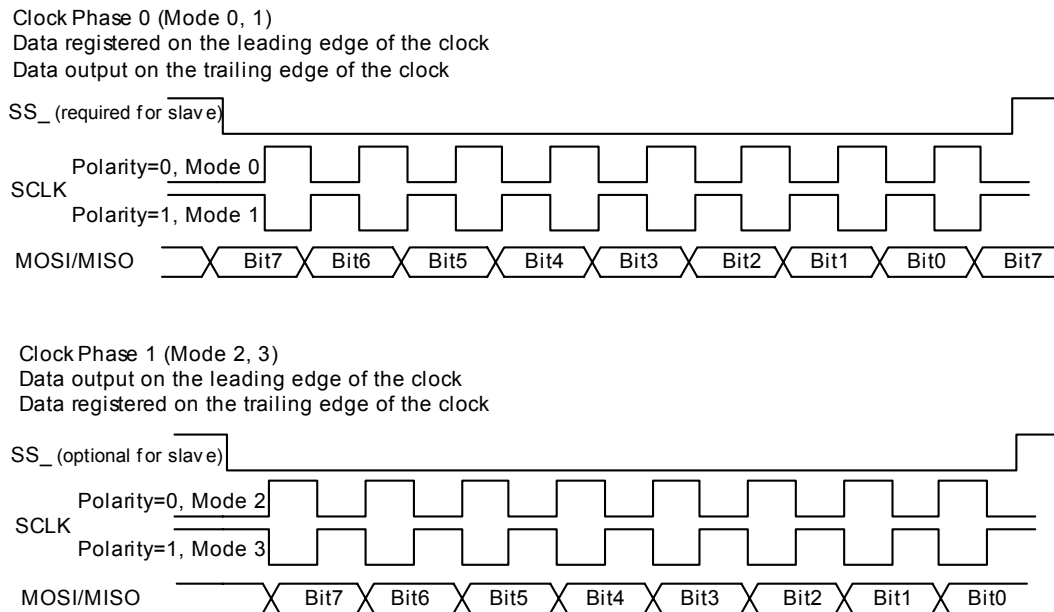 Clock Phase 0 (Mode 0, 1)
Data registered on the leading edge of the clock
Data output on the trailing edge of the clock
SS_ (required for slave)
Polarity=0, Mode 0
SCLK
Polarity=1, Mode 1
MOSI/MISO Bit7 Bit6 Bit5 Bit4 Bit3 Bit2 Bit1 Bit0 Bit7
Clock Phase 1 (Mode 2, 3)
Data output on the leading edge of the clock
Data registered on the trailing edge of the clock
SS_ (optional for slave)
Polarity=0, Mode 2
SCLK
Polarity=1, Mode 3
MOSI/MISO Bit7 Bit6 Bit5 Bit4 Bit3 Bit2 Bit1 Bit0